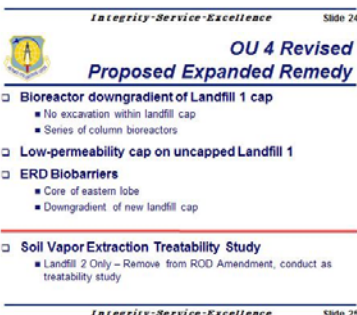 Integrity-Service-Excellence Slide 24
OU 4 Revised
Proposed Expanded Remedy
Bioreactor downgradient of Landfill 1 cap
No excavation within landfill cap
Series of column bioreactors
Low-permeability cap on uncapped Landfill 1
ERD Biobarriers
Core of eastern lobe
Downgradient of new landfill cap
Soil Vapor Extraction Treatability Study
Landfill 2 Only – Remove from ROD Amendment, conduct as
treatability study
Integrity-Service-Excellence Slide 25